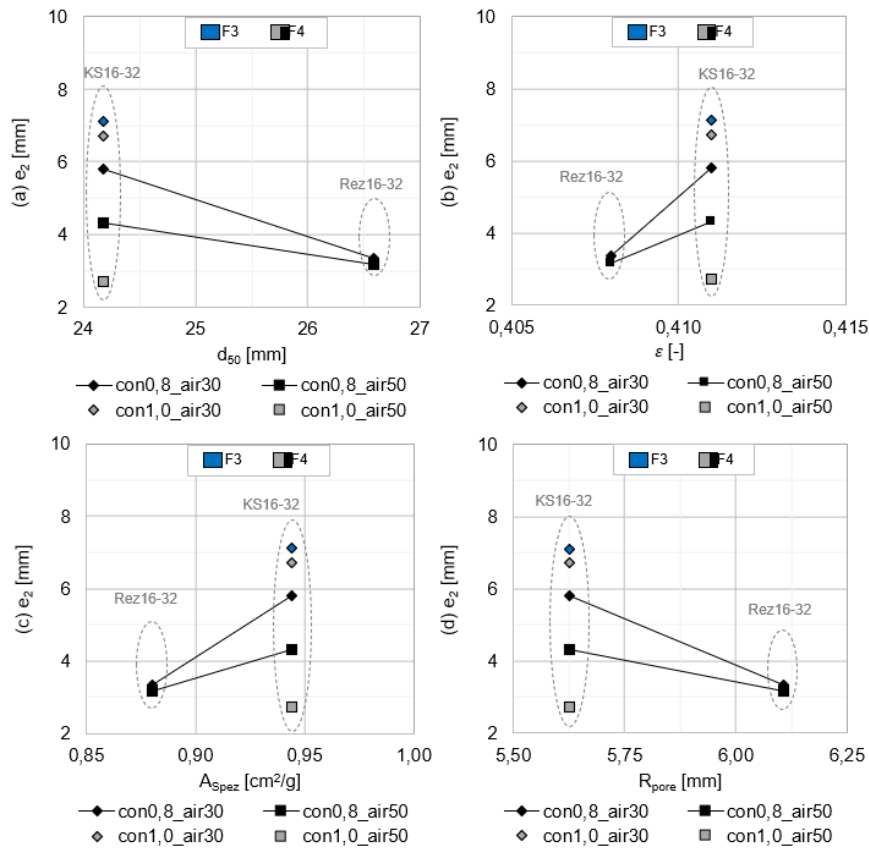 F3 F4
KS16-32
Rez16-32
(a) e2 [mm]
10
8
6
4
2
24 25 26 27
d50 [mm]
con0,8_air30 con0,8_air50
con1,0_air30 con1,0_air50
F3 F4
KS16-32
Rez16-32
(b) e2 [mm]
10
8
6
4
2
0,405 0,410 0,415
ε [-]
con0,8_air30 con0,8_air50
con1,0_air30 con1,0_air50
F3 F4
KS16-32
Rez16-32
(c) e2 [mm]
10
8
6
4
2
0,85 0,90 0,95 1,00
ASpez [cm²/g]
con0,8_air30 con0,8_air50
con1,0_air30 con1,0_air50
F3 F4
KS16-32
Rez16-32
(d) e2 [mm]
10
8
6
4
2
5,50 5,75 6,00 6,25
Rpore [mm]
con0,8_air30 con0,8_air50
con1,0_air30 con1,0_air50